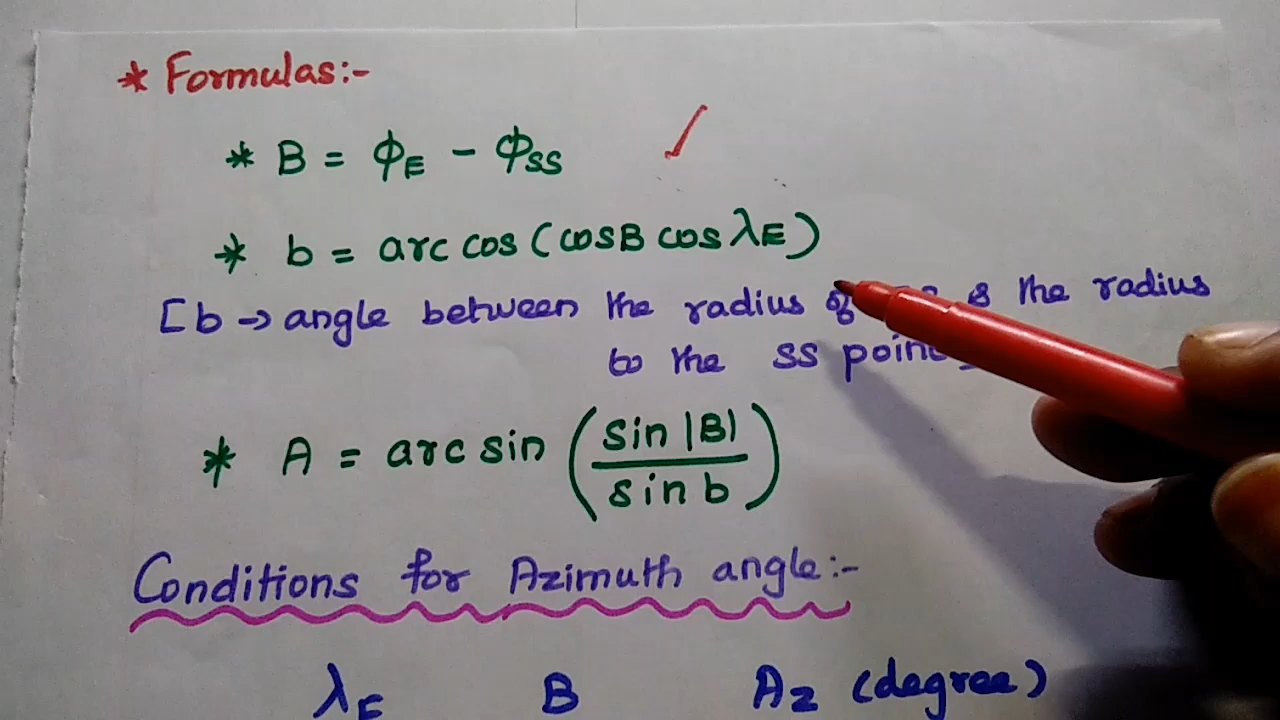 * Formulas:-
* B = ϕE - ϕSS
* b = arc cos (cosB cos λE)
[b → angle between the radius of & the radius
to the SS point]
* A = arc sin (sin |B| / sin b)
Conditions for Azimuth angle:-
λE B Az (degree)